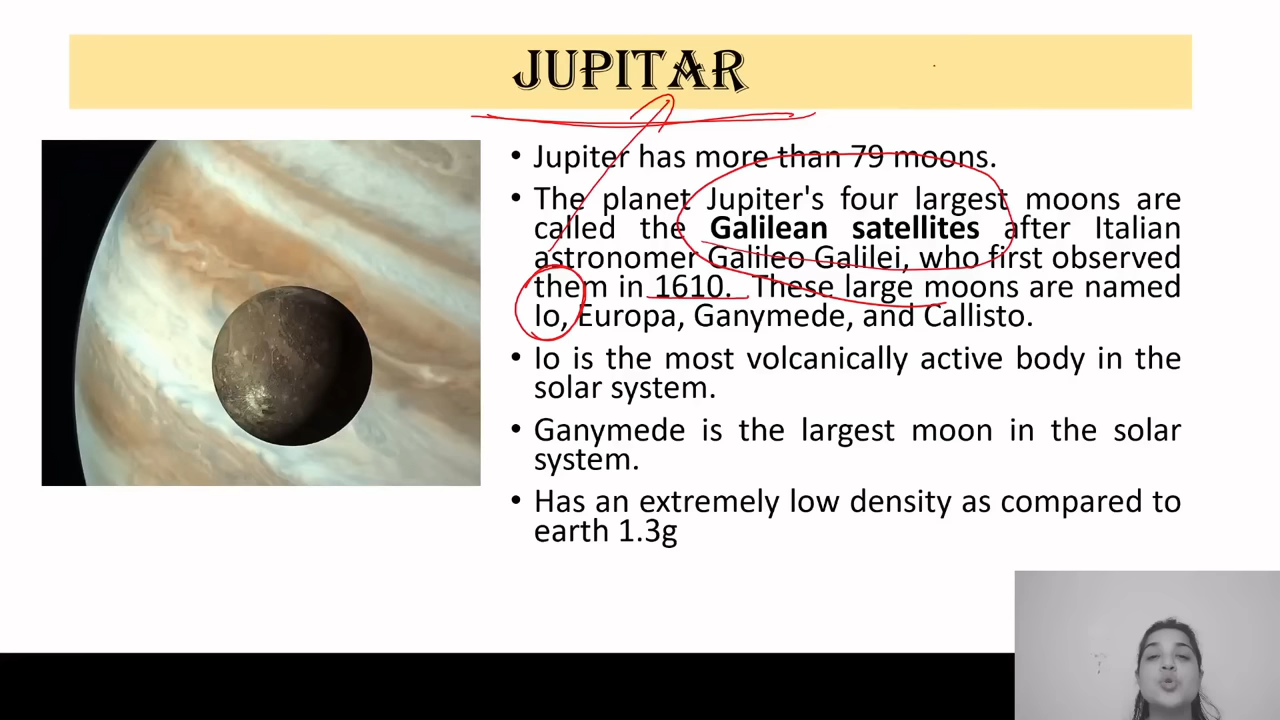 JUPITAR
• Jupiter has more than 79 moons.
• The planet Jupiter's four largest moons are
called the Galilean satellites after Italian
astronomer Galileo Galilei, who first observed
them in 1610. These large moons are named
Io, Europa, Ganymede, and Callisto.
• Io is the most volcanically active body in the
solar system.
• Ganymede is the largest moon in the solar
system.
• Has an extremely low density as compared to
earth 1.3g